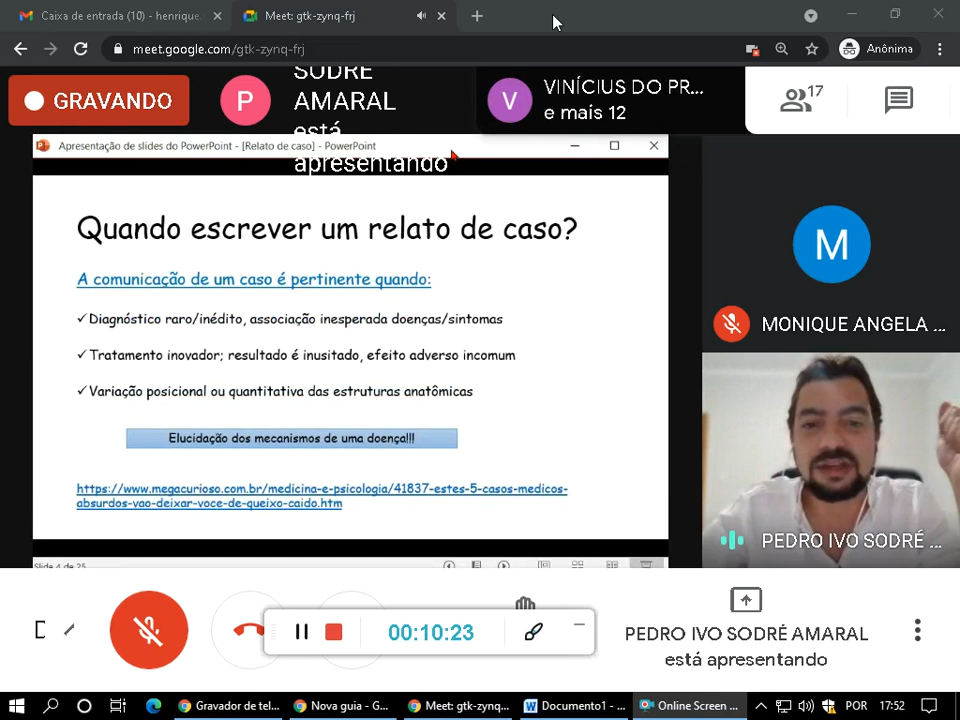 Caixa de entrada (10) - henrique.
Meet: gtk-zynq-frj
meet.google.com/gtk-zynq-frj
Anônima
GRAVANDO
P
SODRÉ
AMARAL
está
apresentando
V
VINÍCIUS DO PR...
e mais 12
17
Apresentação de slides do PowerPoint - [Relato de caso] - PowerPoint
Quando escrever um relato de caso?
A comunicação de um caso é pertinente quando:
✓Diagnóstico raro/inédito, associação inesperada doenças/sintomas
✓Tratamento inovador; resultado é inusitado, efeito adverso incomum
✓Variação posicional ou quantitativa das estruturas anatômicas
Elucidação dos mecanismos de uma doença!!!
https://www.megacurioso.com.br/medicina-e-psicologia/41837-estes-5-casos-medicos-
absurdos-vao-deixar-voce-de-queixo-caido.htm
Slide 4 de 25
M
MONIQUE ANGELA ...
PEDRO IVO SODRÉ ...
00:10:23
PEDRO IVO SODRÉ AMARAL
está apresentando
Gravador de tel...
Nova guia - G...
Meet: gtk-zynq...
Documento1 - ...
Online Screen ...
POR
17:52